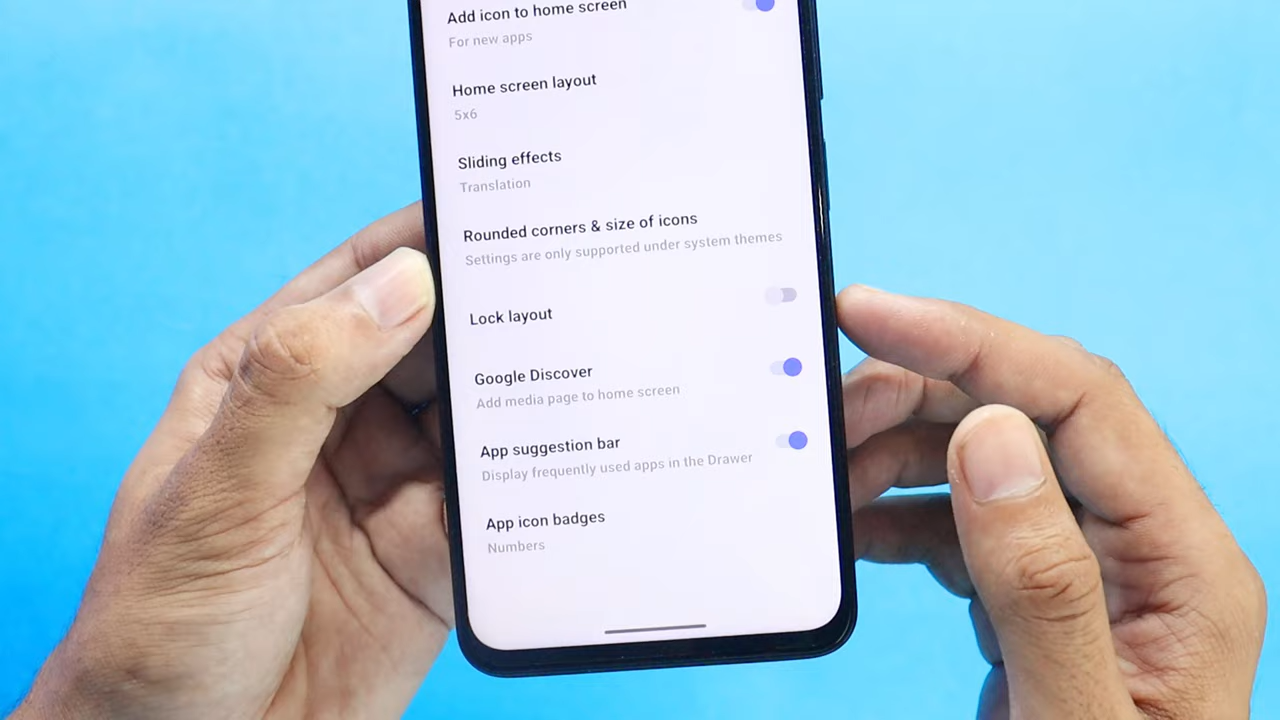 Add icon to home screen
For new apps
Home screen layout
5x6
Sliding effects
Translation
Rounded corners & size of icons
Settings are only supported under system themes
Lock layout
Google Discover
Add media page to home screen
App suggestion bar
Display frequently used apps in the Drawer
App icon badges
Numbers